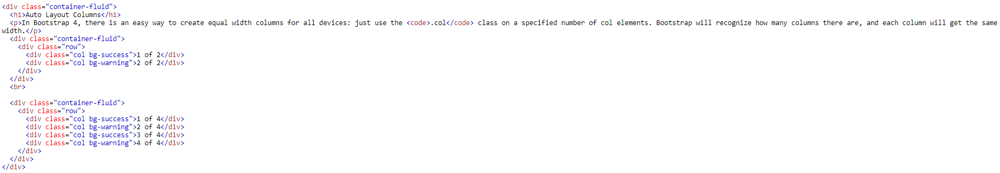 <div class="container-fluid">
  <h1>Auto Layout Columns</h1>
  <p>In Bootstrap 4, there is an easy way to create equal width columns for all devices: just use the <code>.col</code> class on a specified number of col elements. Bootstrap will recognize how many columns there are, and each column will get the same
width.</p>
  <div class="container-fluid">
    <div class="row">
      <div class="col bg-success">1 of 2</div>
      <div class="col bg-warning">2 of 2</div>
    </div>
  </div>
  <br>

  <div class="container-fluid">
    <div class="row">
      <div class="col bg-success">1 of 4</div>
      <div class="col bg-warning">2 of 4</div>
      <div class="col bg-success">3 of 4</div>
      <div class="col bg-warning">4 of 4</div>
    </div>
  </div>
</div>